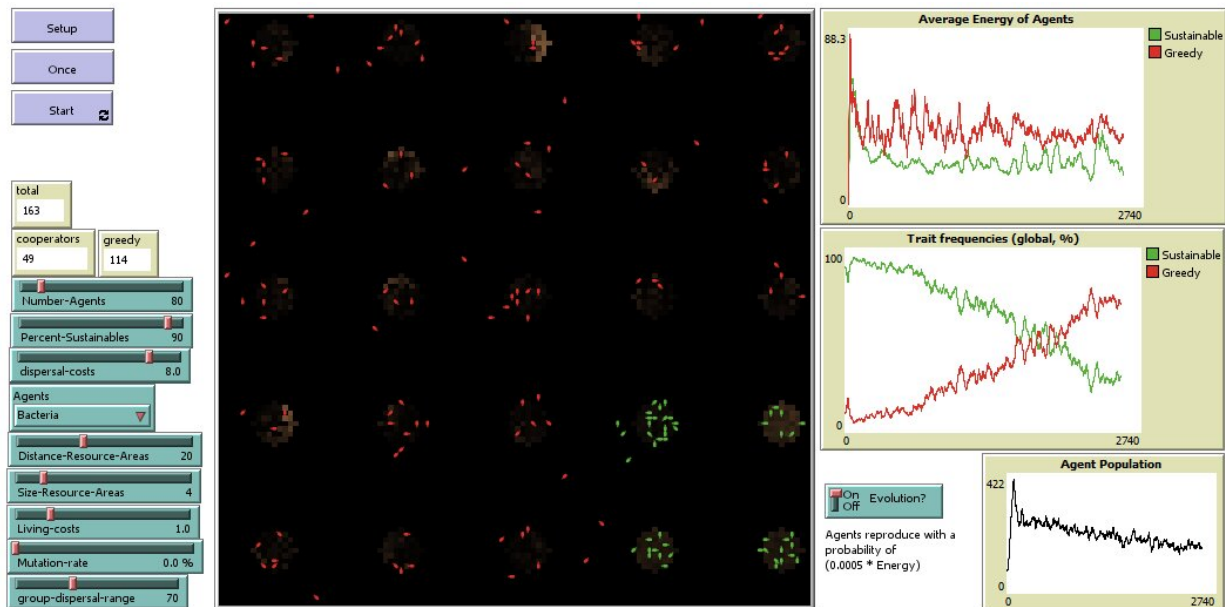 Setup
Once
Start
total
163
cooperators
49
greedy
114
Number-Agents 80
Percent-Sustainables 90
dispersal-costs 8.0
Agents
Bacteria
Distance-Resource-Areas 20
Size-Resource-Areas 4
Living-costs 1.0
Mutation-rate 0.0 %
group-dispersal-range 70
Average Energy of Agents
88.3
0
0 2740
Sustainable
Greedy
Trait frequencies (global, %)
100
0
0 2740
Sustainable
Greedy
On
Off
Evolution?
Agents reproduce with a
probability of
(0.0005 * Energy)
Agent Population
422
0
0 2740